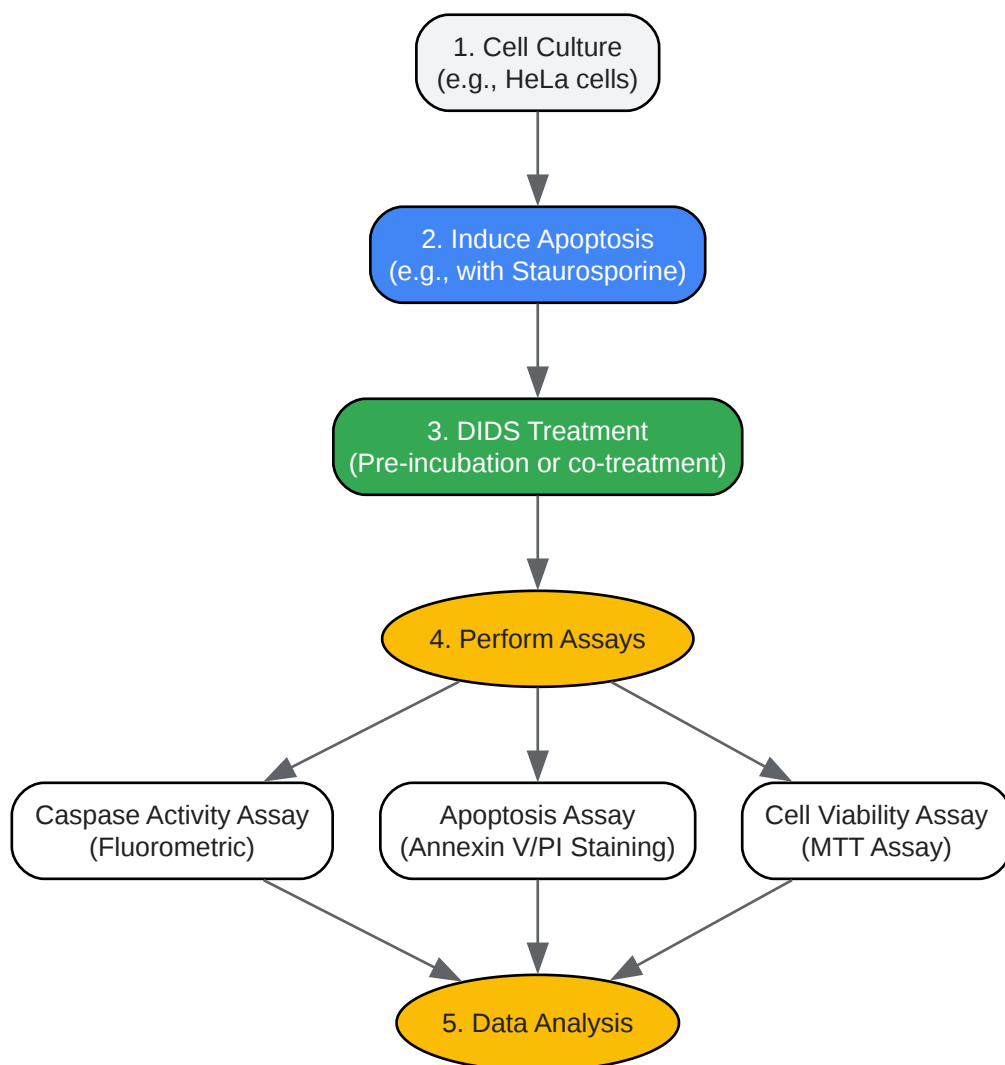 1. Cell Culture
(e.g., HeLa cells)
2. Induce Apoptosis
(e.g., with Staurosporine)
3. DIDS Treatment
(Pre-incubation or co-treatment)
4. Perform Assays
Caspase Activity Assay
(Fluorometric)
Apoptosis Assay
(Annexin V/PI Staining)
Cell Viability Assay
(MTT Assay)
5. Data Analysis